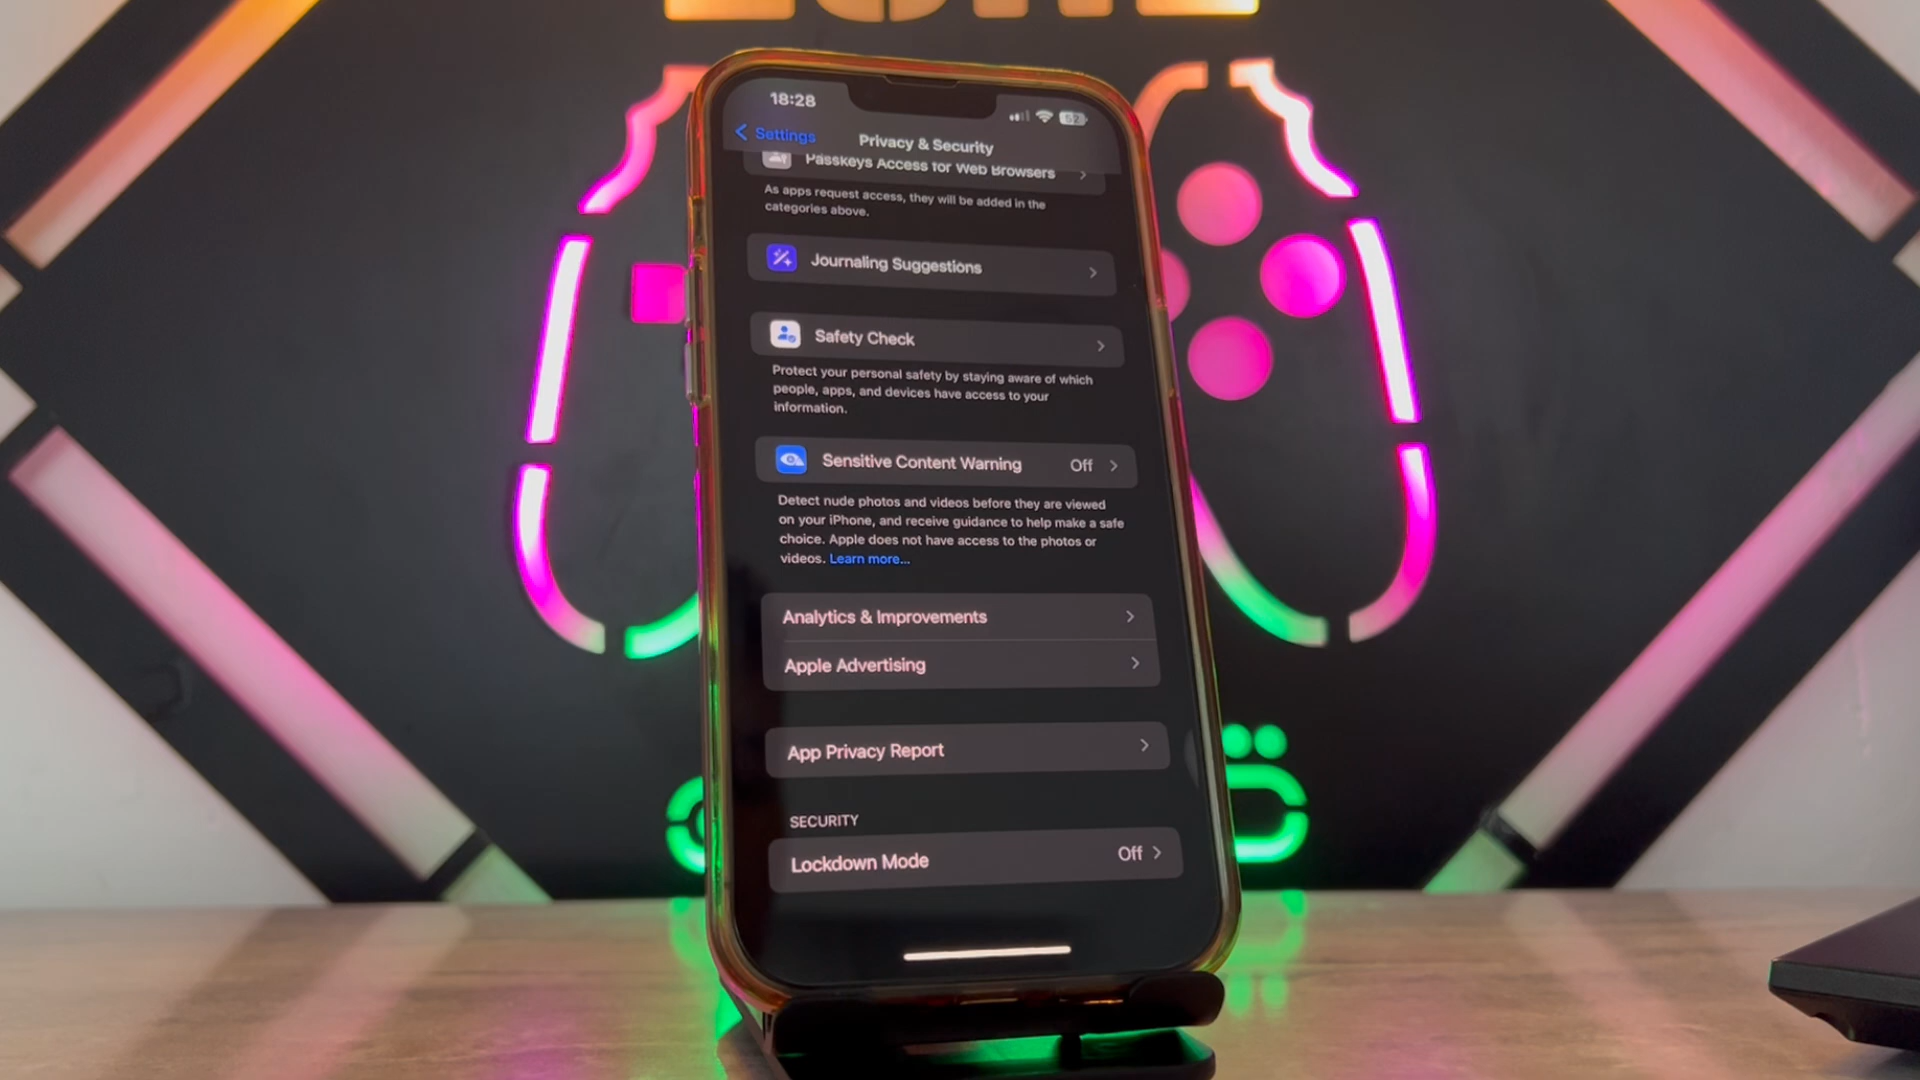 18:28
52
Settings
Privacy & Security
Passkeys Access for Web Browsers
As apps request access, they will be added in the
categories above.
Journaling Suggestions
Safety Check
Protect your personal safety by staying aware of which
people, apps, and devices have access to your
information.
Sensitive Content Warning Off
Detect nude photos and videos before they are viewed
on your iPhone, and receive guidance to help make a safe
choice. Apple does not have access to the photos or
videos. Learn more...
Analytics & Improvements
Apple Advertising
App Privacy Report
SECURITY
Lockdown Mode Off